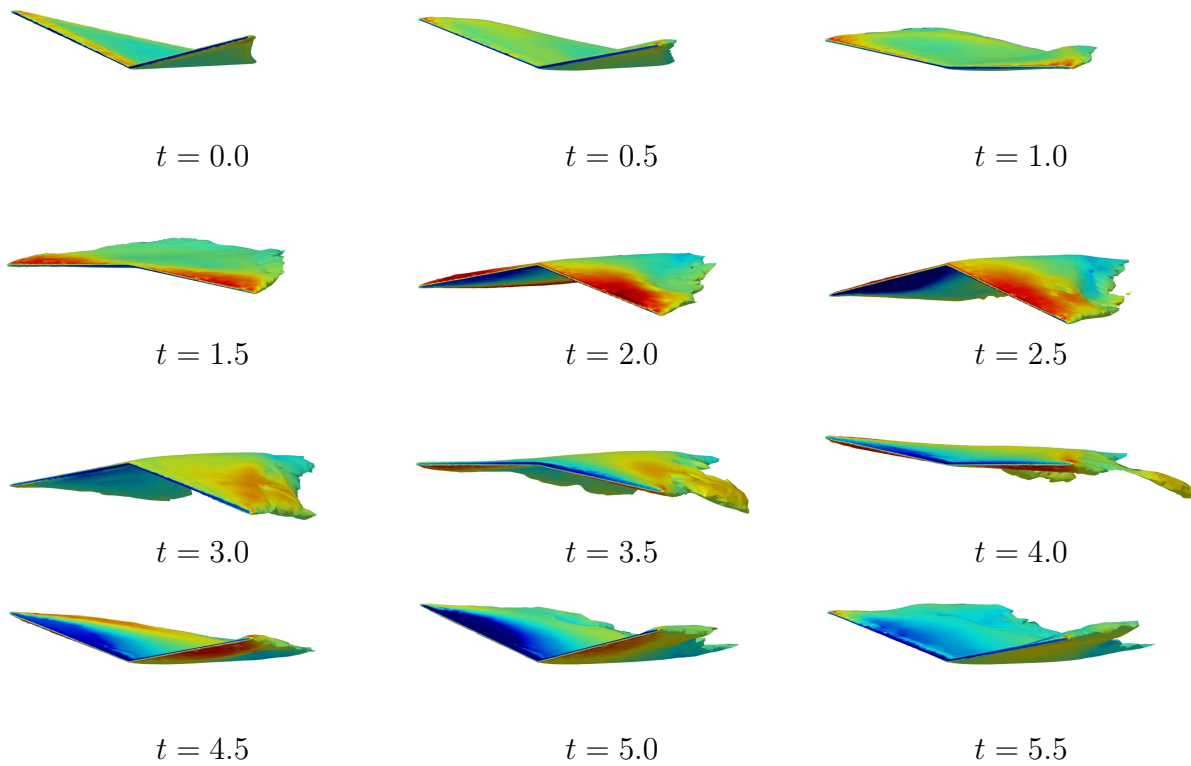 t = 0.0
t = 0.5
t = 1.0
t = 1.5
t = 2.0
t = 2.5
t = 3.0
t = 3.5
t = 4.0
t = 4.5
t = 5.0
t = 5.5